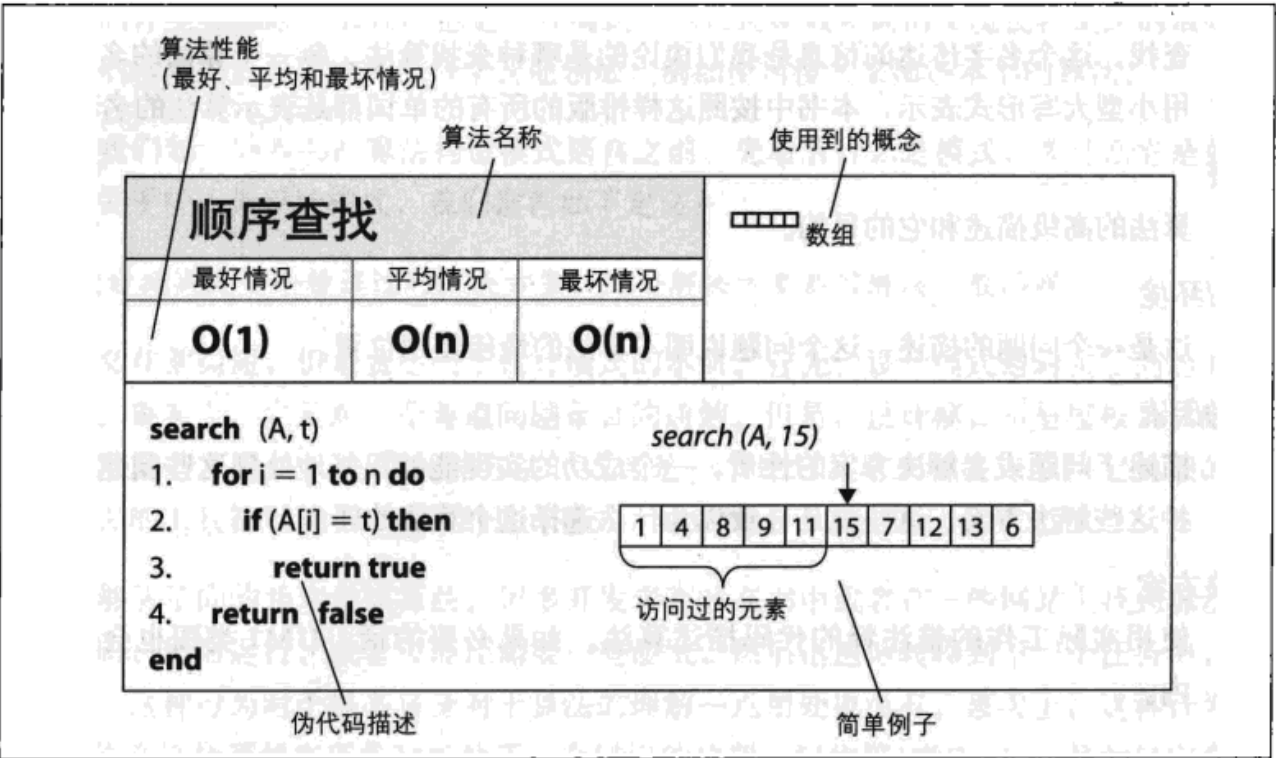 算法性能
(最好、平均和最坏情况)
算法名称
使用到的概念
顺序查找
数组
最好情况 平均情况 最坏情况
O(1) O(n) O(n)
search (A, t)
1. for i = 1 to n do
2. if (A[i] = t) then
3. return true
4. return false
end
search (A, 15)
1 4 8 9 11 15 7 12 13 6
访问过的元素
伪代码描述
简单例子